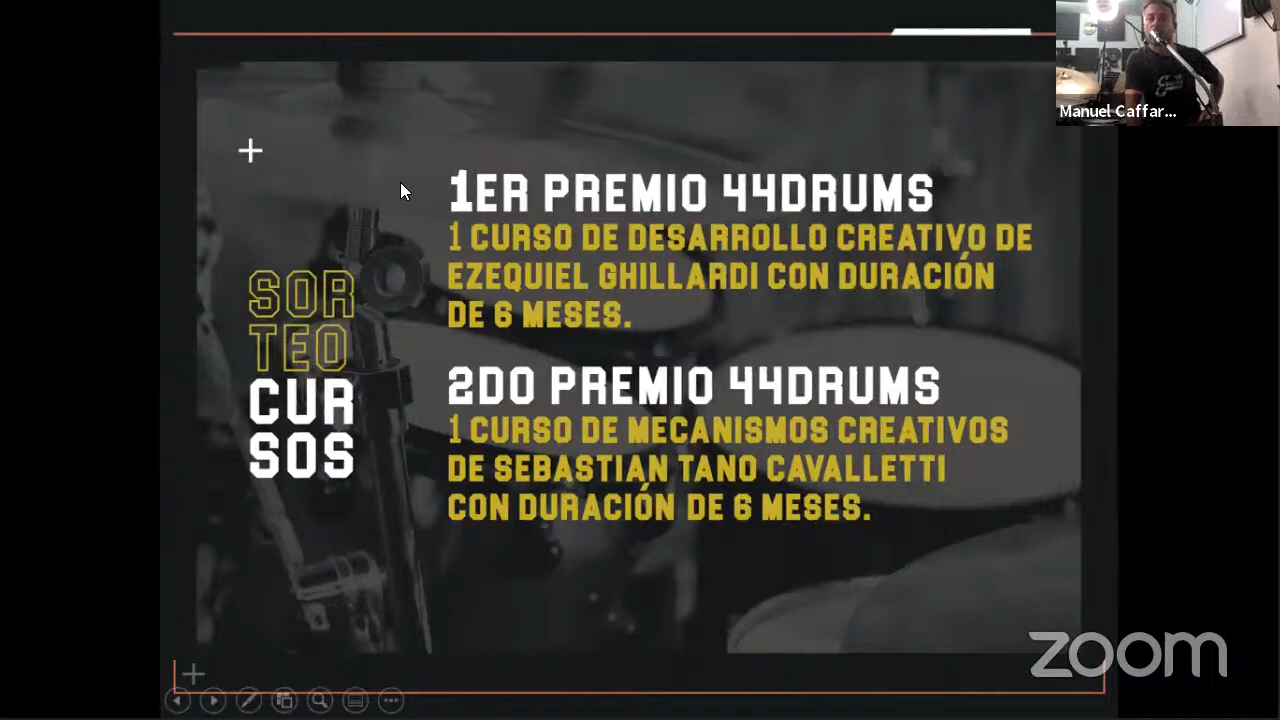 Manuel Caffar...
1ER PREMIO 44DRUMS
1 CURSO DE DESARROLLO CREATIVO DE
EZEQUIEL GHILLARDI CON DURACIÓN
DE 6 MESES.
SOR
TEO
CUR
SOS
2DO PREMIO 44DRUMS
1 CURSO DE MECANISMOS CREATIVOS
DE SEBASTIAN TANO CAVALLETTI
CON DURACIÓN DE 6 MESES.
zoom